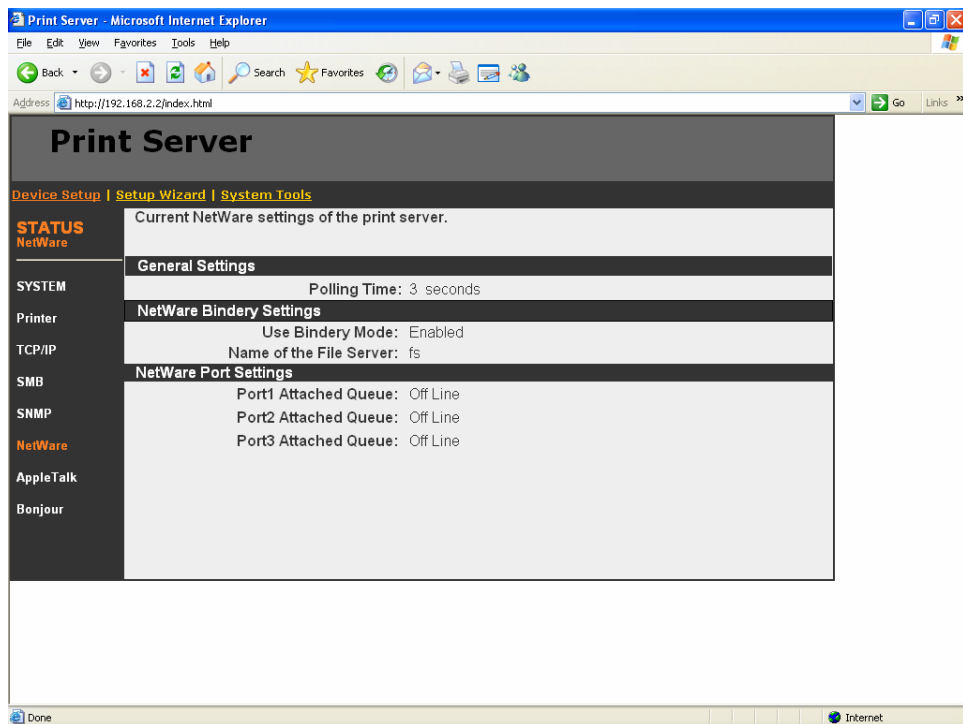 Print Server - Microsoft Internet Explorer
File Edit View Favorites Tools Help
Back Search Favorites
Address http://192.168.2.2/index.html Go Links »
Print Server
Device Setup | Setup Wizard | System Tools
STATUS
NetWare
SYSTEM
Printer
TCP/IP
SMB
SNMP
NetWare
AppleTalk
Bonjour
Current NetWare settings of the print server.
General Settings
Polling Time: 3 seconds
NetWare Bindery Settings
Use Bindery Mode: Enabled
Name of the File Server: fs
NetWare Port Settings
Port1 Attached Queue: Off Line
Port2 Attached Queue: Off Line
Port3 Attached Queue: Off Line
Done Internet